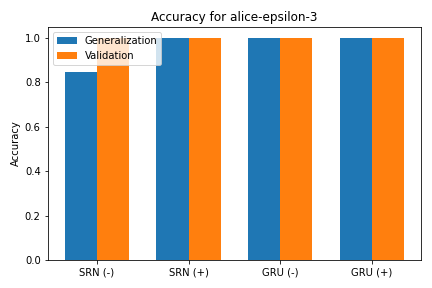 Accuracy for alice-epsilon-3
Generalization
Validation
Accuracy
1.0
0.8
0.6
0.4
0.2
0.0
SRN (-)
SRN (+)
GRU (-)
GRU (+)